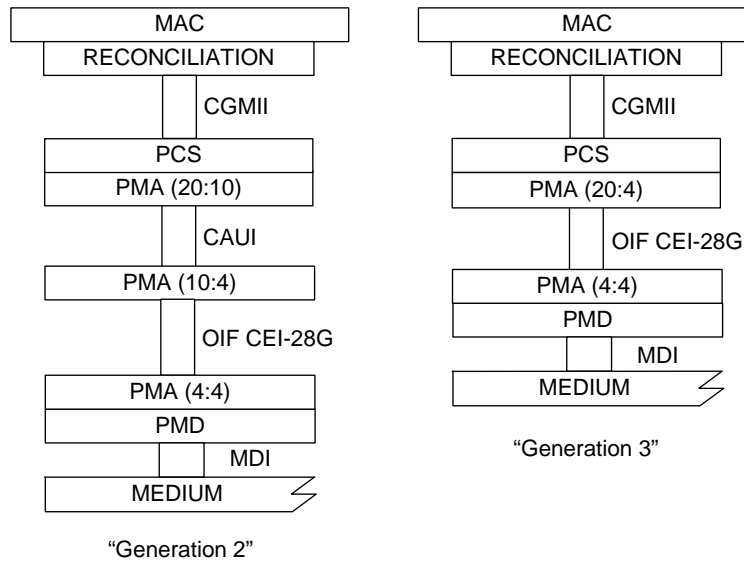 MAC
RECONCILIATION
CGMII
PCS
PMA (20:10)
CAUI
PMA (10:4)
OIF CEI-28G
PMA (4:4)
PMD
MDI
MEDIUM
“Generation 2”
MAC
RECONCILIATION
CGMII
PCS
PMA (20:4)
OIF CEI-28G
PMA (4:4)
PMD
MDI
MEDIUM
“Generation 3”